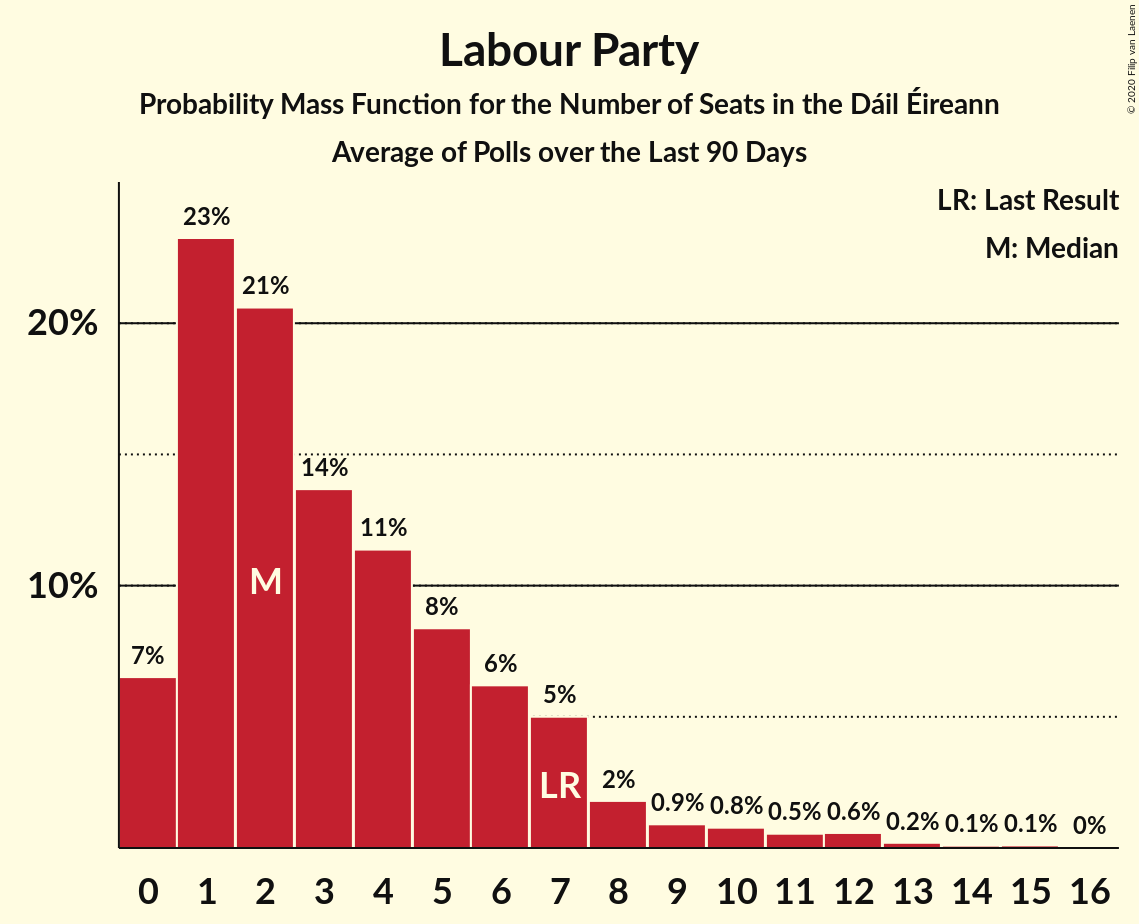 Labour Party
Probability Mass Function for the Number of Seats in the Dáil Éireann
Average of Polls over the Last 90 Days
© 2020 Filip van Laenen
LR: Last Result
M: Median
23%
21%
20%
14%
11%
10%
M
8%
7%
6%
5%
LR
2%
0.9% 0.8% 0.5% 0.6% 0.2% 0.1% 0.1% 0%
0 1 2 3 4 5 6 7 8 9 10 11 12 13 14 15 16